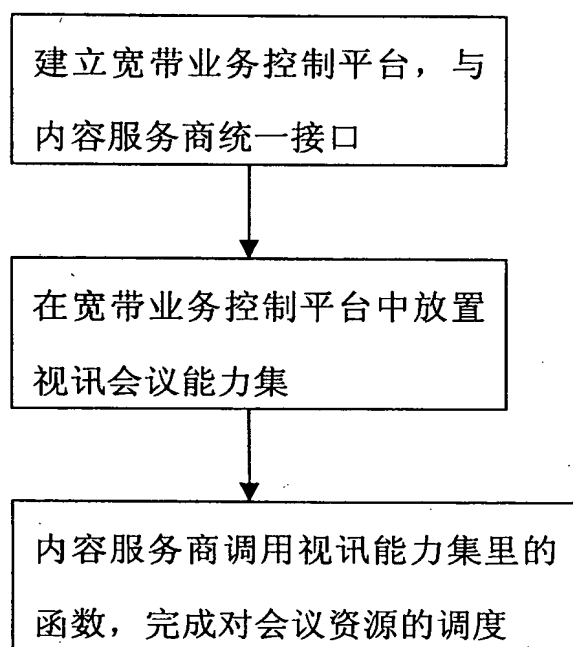 建立宽带业务控制平台，与
内容服务商统一接口
在宽带业务控制平台中放置
视讯会议能力集
内容服务商调用视讯能力集里的
函数，完成对会议资源的调度